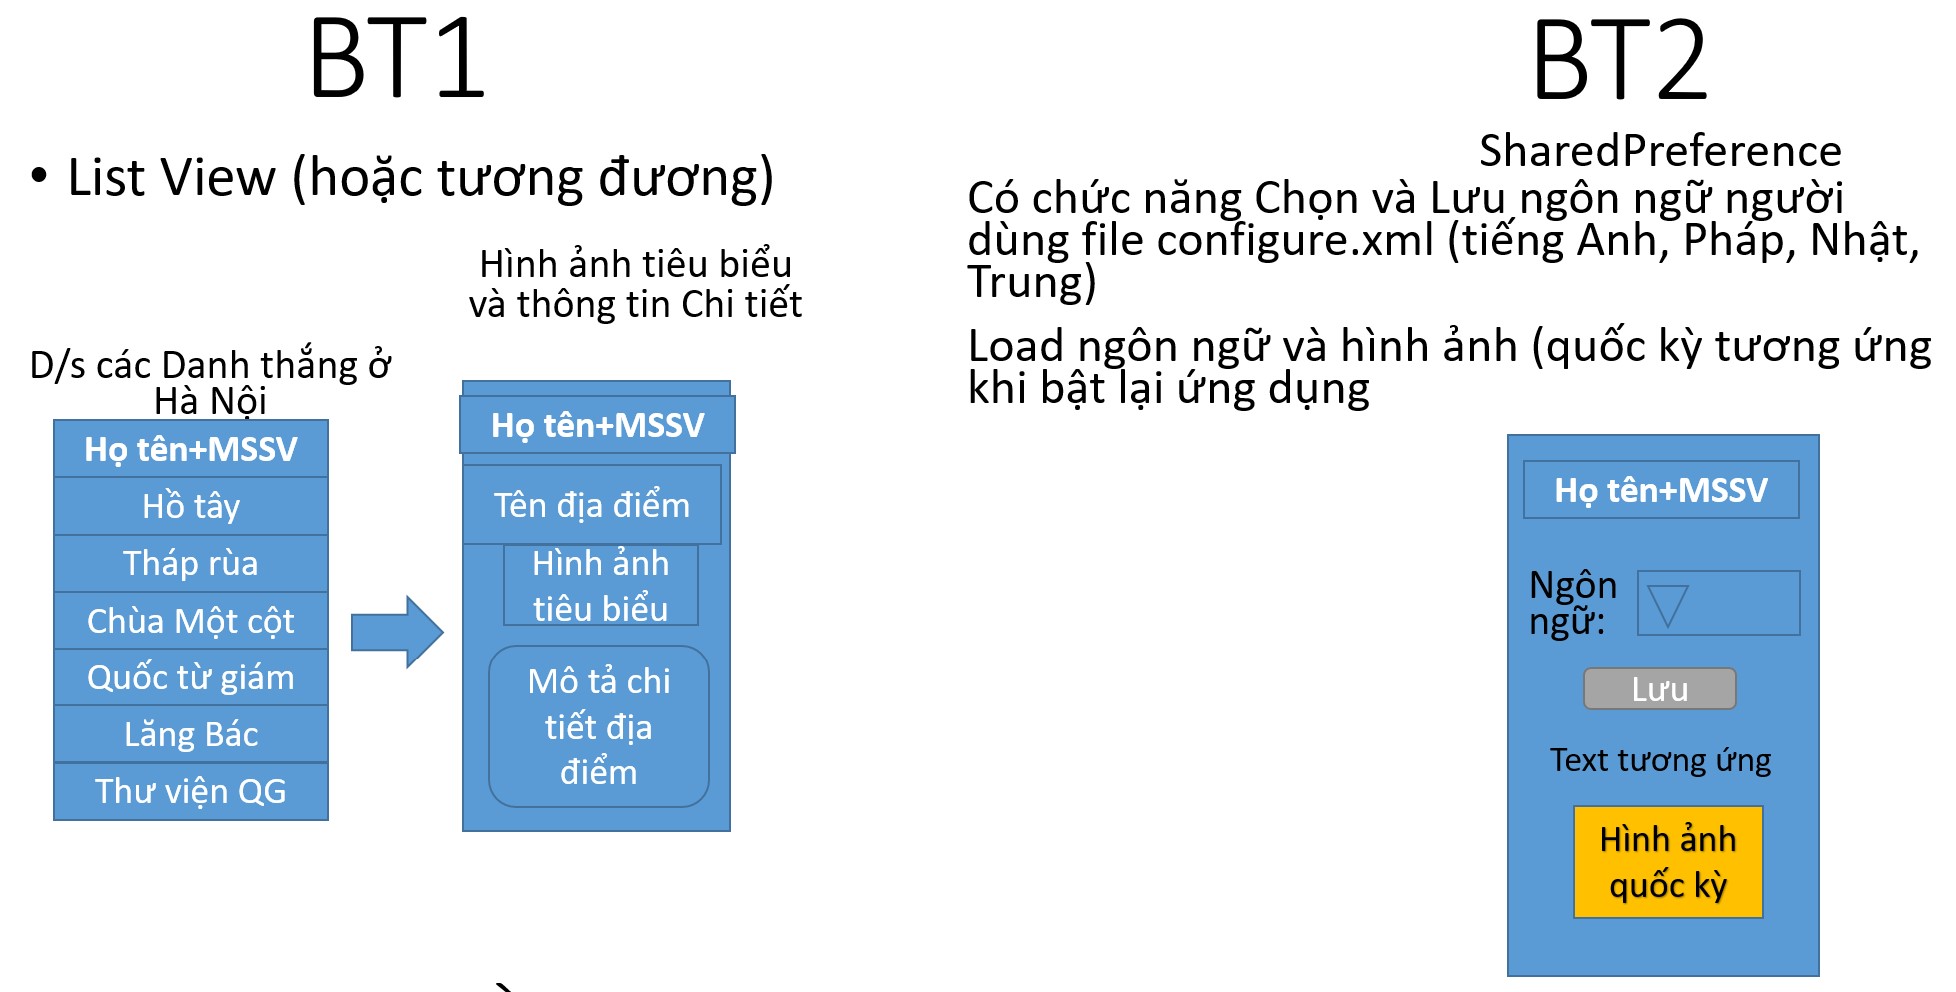 BT1
• List View (hoặc tương đương)
Hình ảnh tiêu biểu
và thông tin Chi tiết
D/s các Danh thắng ở
Hà Nội
Họ tên+MSSV
Hồ tây
Tháp rùa
Chùa Một cột
Quốc từ giám
Lăng Bác
Thư viện QG
Họ tên+MSSV
Tên địa điểm
Hình ảnh
tiêu biểu
Mô tả chi
tiết địa
điểm
BT2
SharedPreference
Có chức năng Chọn và Lưu ngôn ngữ người
dùng file configure.xml (tiếng Anh, Pháp, Nhật,
Trung)
Load ngôn ngữ và hình ảnh (quốc kỳ tương ứng
khi bật lại ứng dụng
Họ tên+MSSV
Ngôn
ngữ:
Lưu
Text tương ứng
Hình ảnh
quốc kỳ